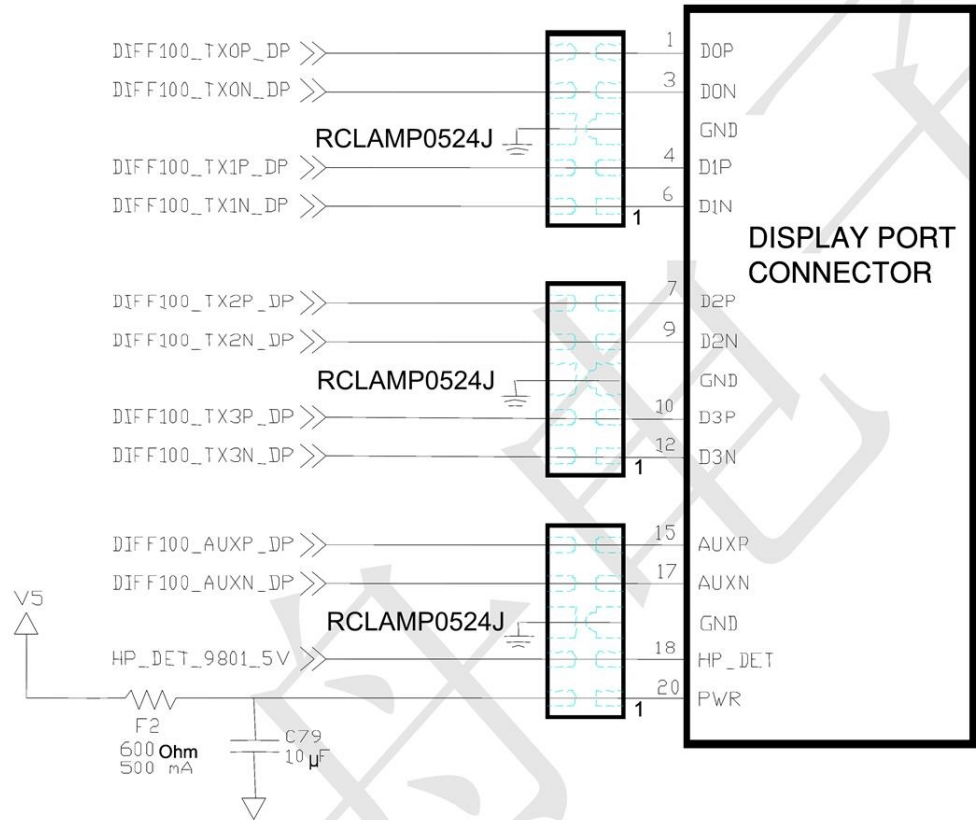 DIFF100_TX0P_DP 1 D0P
DIFF100_TX0N_DP 3 D0N
RCLAMP0524J GND
DIFF100_TX1P_DP 4 D1P
DIFF100_TX1N_DP 6 D1N
1
DISPLAY PORT
CONNECTOR
DIFF100_TX2P_DP 7 D2P
DIFF100_TX2N_DP 9 D2N
RCLAMP0524J GND
DIFF100_TX3P_DP 10 D3P
DIFF100_TX3N_DP 12 D3N
1
DIFF100_AUXP_DP 15 AUXP
DIFF100_AUXN_DP 17 AUXN
V5
RCLAMP0524J GND
HP_DET_9801_5V 18 HP_DET
20 PWR
1
F2
600 Ohm
500 mA
C79
10 µF